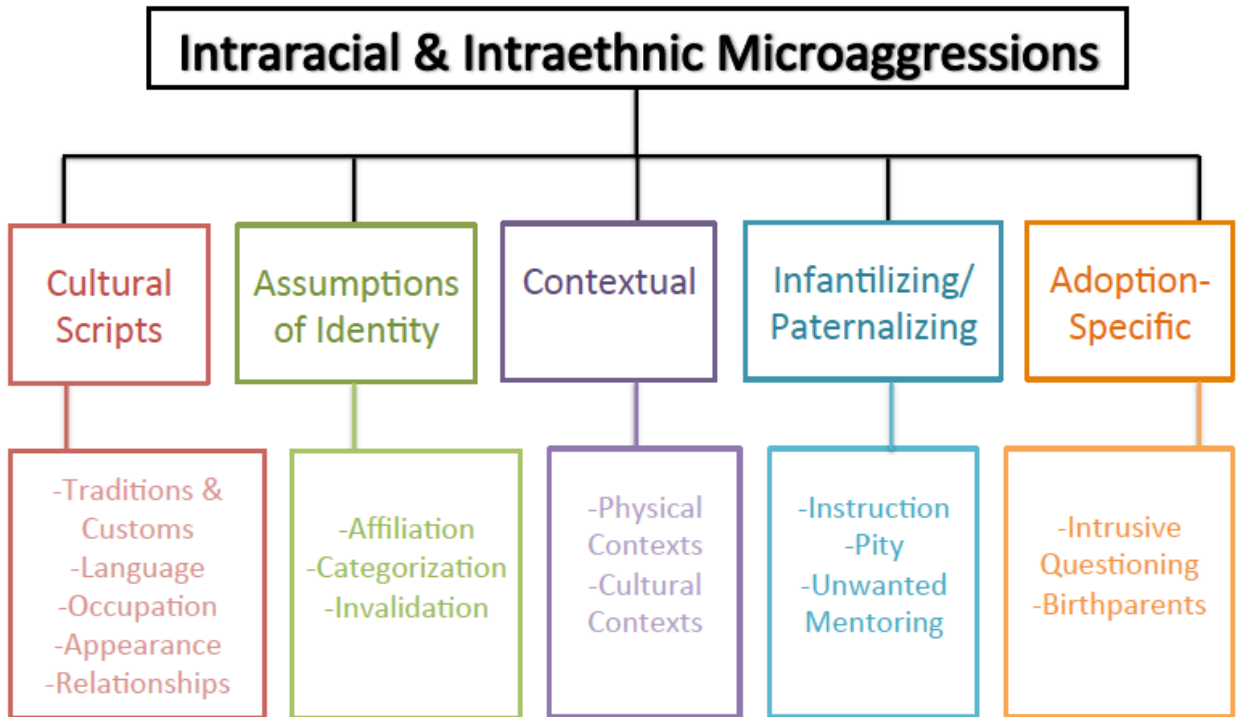 Intraracial & Intraethnic Microaggressions
Cultural
Scripts
Assumptions
of Identity
Contextual
Infantilizing/
Paternalizing
Adoption-
Specific
-Traditions &
Customs
-Language
-Occupation
-Appearance
-Relationships
-Affiliation
-Categorization
-Invalidation
-Physical
Contexts
-Cultural
Contexts
-Instruction
-Pity
-Unwanted
Mentoring
-Intrusive
Questioning
-Birthparents